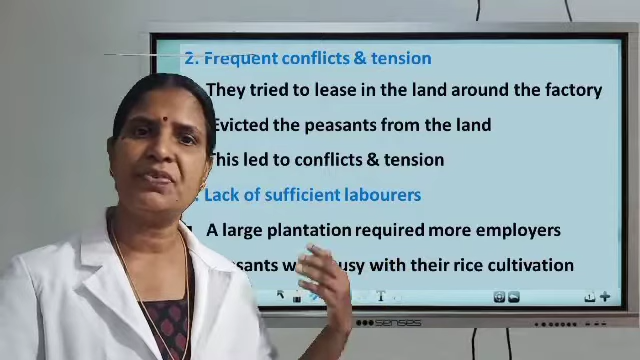 2. Frequent conflicts & tension
They tried to lease in the land around the factory
Evicted the peasants from the land
This led to conflicts & tension
Lack of sufficient labourers
A large plantation required more employers
with their rice cultivation
senses